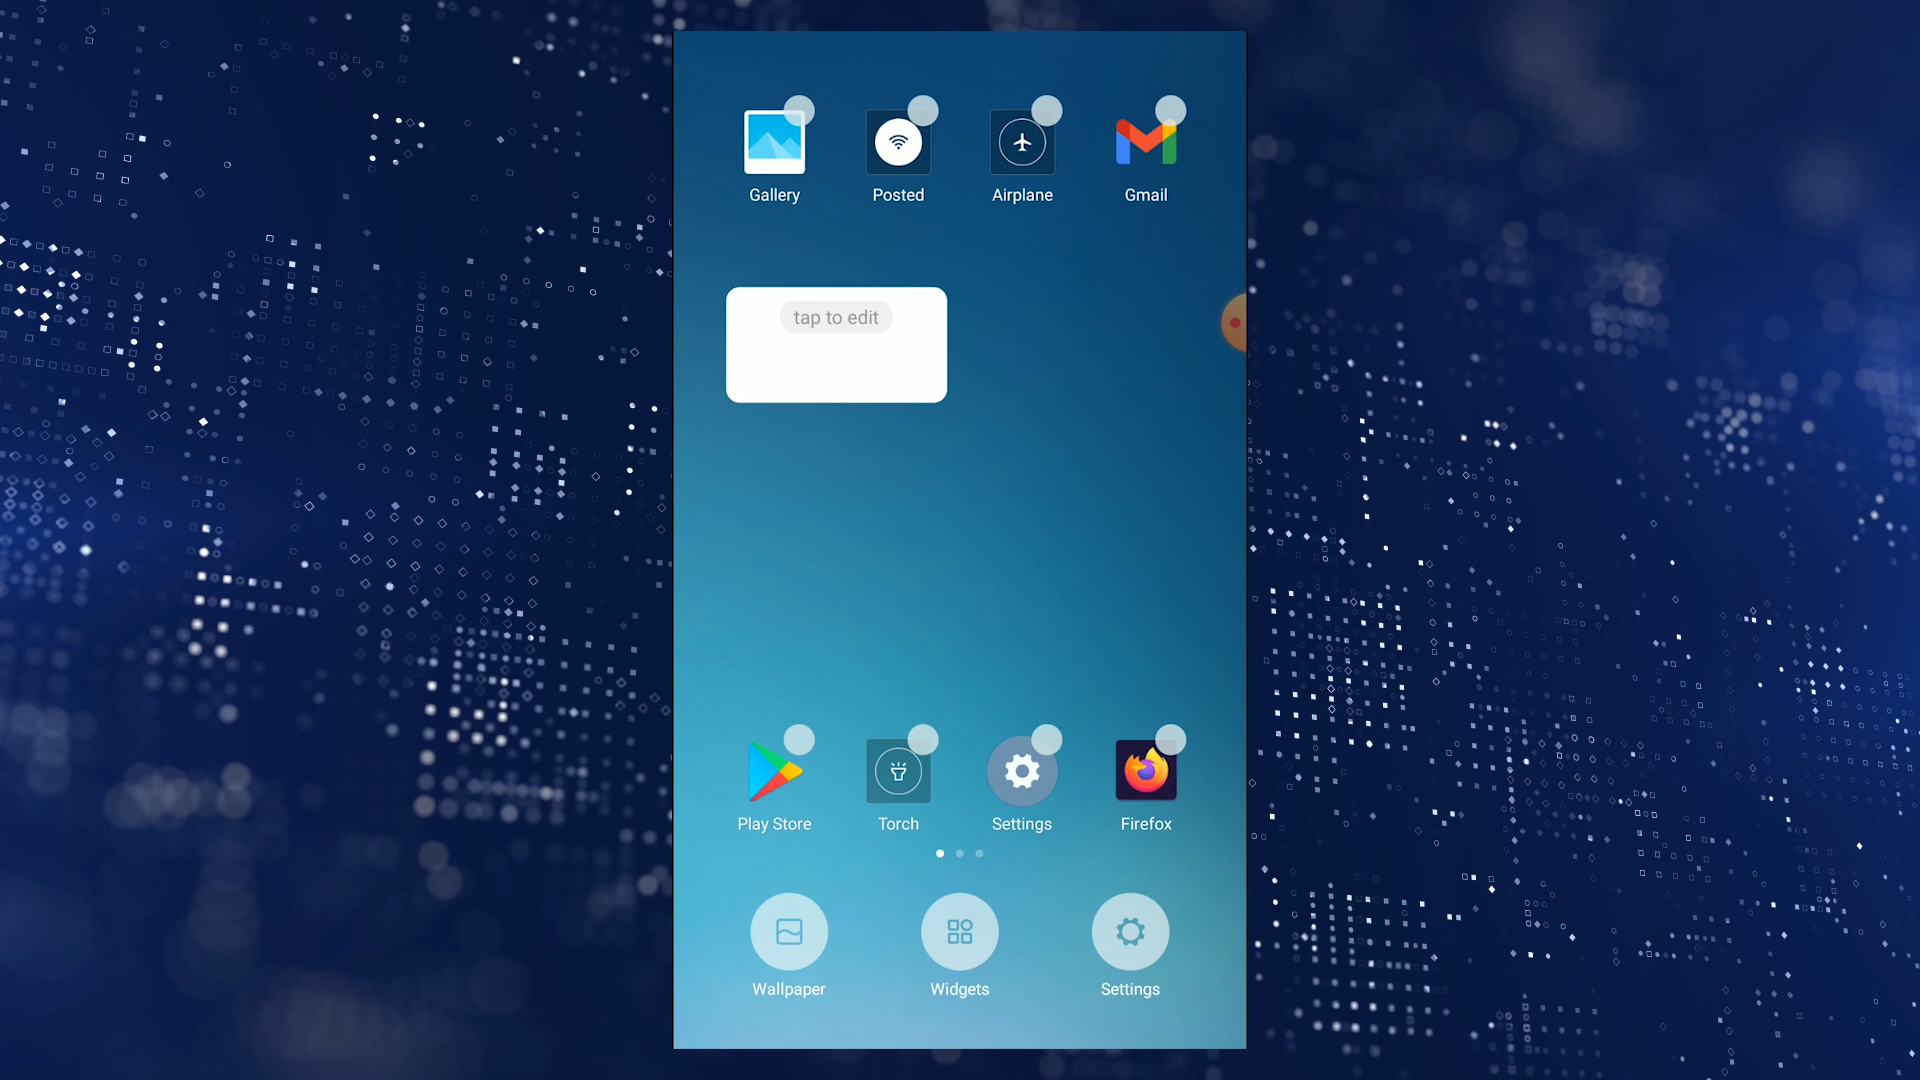 Gallery Posted Airplane Gmail
tap to edit
Play Store Torch Settings Firefox
Wallpaper Widgets Settings